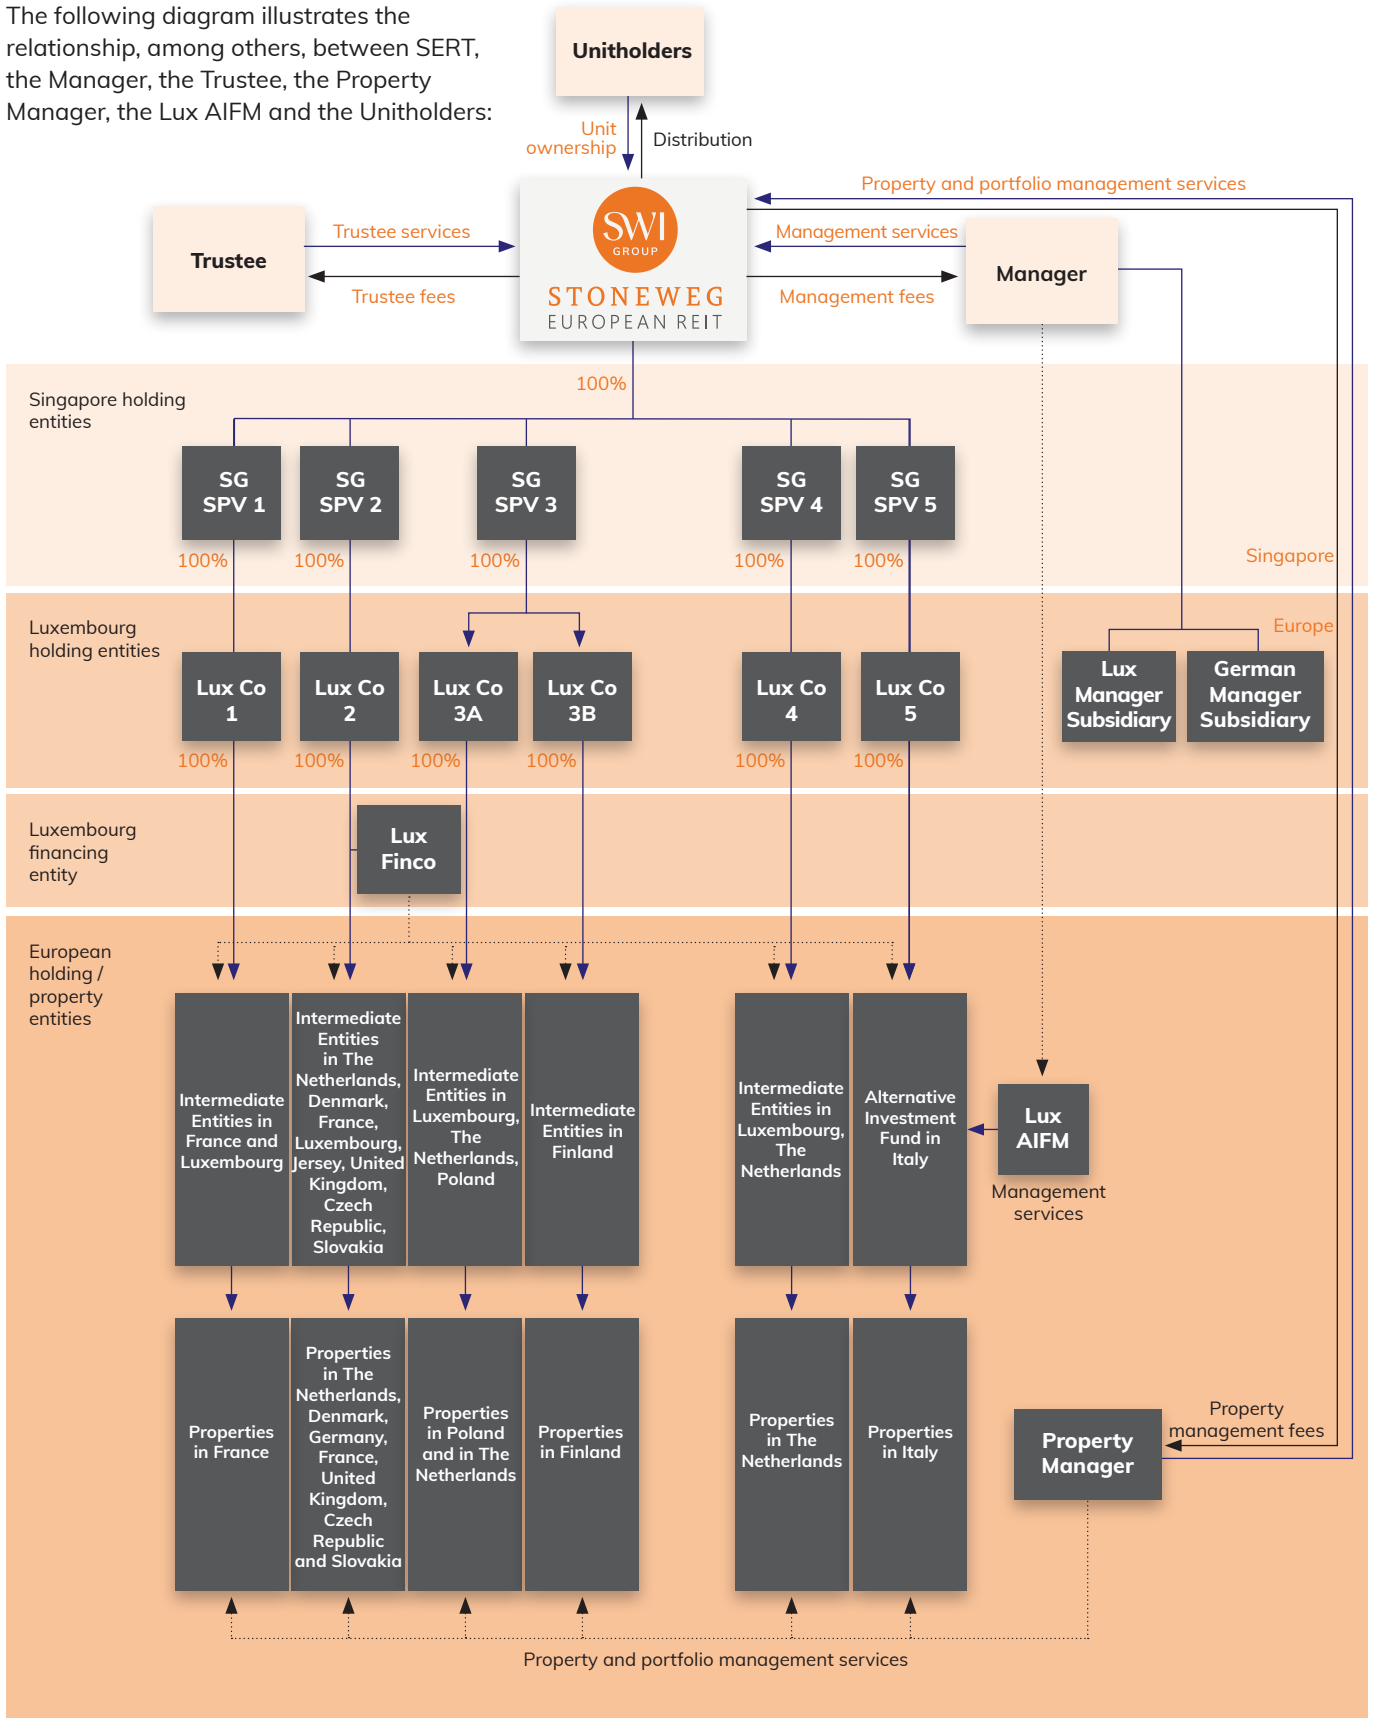 The following diagram illustrates the
relationship, among others, between SERT,
the Manager, the Trustee, the Property
Manager, the Lux AIFM and the Unitholders:
Unitholders
Unit
ownership
Distribution
Property and portfolio management services
Trustee
Trustee services
Trustee fees
SWI
GROUP
STONEWEG
EUROPEAN REIT
Management services
Management fees
Manager
100%
Singapore holding
entities
SG
SPV 1
SG
SPV 2
SG
SPV 3
SG
SPV 4
SG
SPV 5
100%
100%
100%
100%
100%
Singapore
Luxembourg
holding entities
Europe
Lux Co
1
Lux Co
2
Lux Co
3A
Lux Co
3B
Lux Co
4
Lux Co
5
Lux
Manager
Subsidiary
German
Manager
Subsidiary
100%
100%
100%
100%
100%
100%
Luxembourg
financing
entity
Lux
Finco
European
holding /
property
entities
Intermediate
Entities in
France and
Luxembourg
Intermediate
Entities
in The
Netherlands,
Denmark,
France,
Luxembourg,
Jersey, United
Kingdom,
Czech
Republic,
Slovakia
Intermediate
Entities in
Luxembourg,
The
Netherlands,
Poland
Intermediate
Entities in
Finland
Intermediate
Entities in
Luxembourg,
The
Netherlands
Alternative
Investment
Fund in
Italy
Lux
AIFM
Management
services
Properties
in France
Properties
in The
Netherlands,
Denmark,
Germany,
France,
United
Kingdom,
Czech
Republic
and Slovakia
Properties
in Poland
and in The
Netherlands
Properties
in Finland
Properties
in The
Netherlands
Properties
in Italy
Property
Manager
Property
management fees
Property and portfolio management services